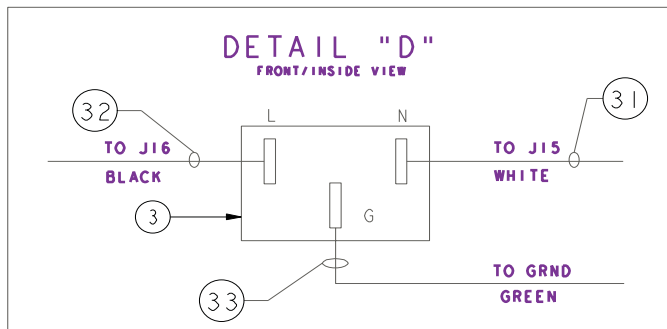 DETAIL "D"
FRONT/INSIDE VIEW
32
31
L
N
TO J16
BLACK
TO J15
WHITE
3
G
33
TO GRND
GREEN